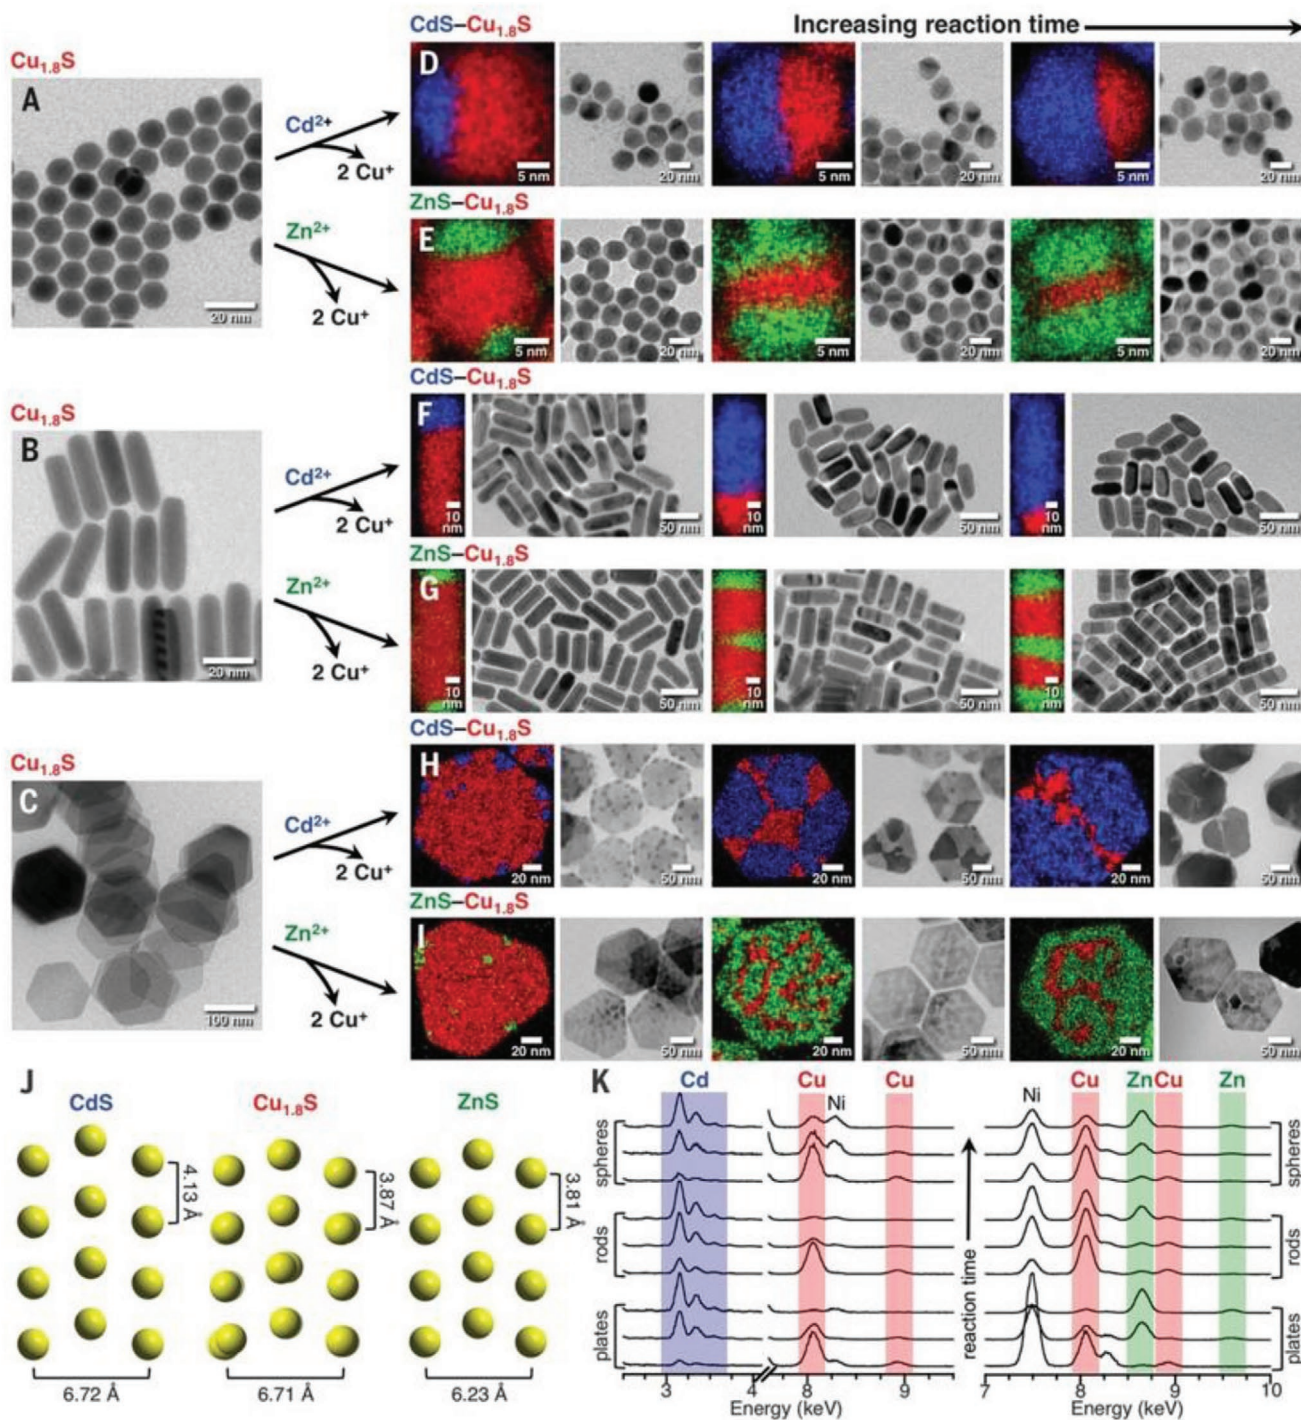 CdS–Cu1.8S
Increasing reaction time
Cu1.8S
A
Cd2+
2 Cu+
Zn2+
2 Cu+
20 nm
D
5 nm
20 nm
5 nm
20 nm
5 nm
20 nm
ZnS–Cu1.8S
E
5 nm
20 nm
5 nm
20 nm
5 nm
20 nm
CdS–Cu1.8S
Cu1.8S
B
Cd2+
2 Cu+
Zn2+
2 Cu+
20 nm
F
10 nm
50 nm
10 nm
50 nm
10 nm
50 nm
ZnS–Cu1.8S
G
10 nm
50 nm
10 nm
50 nm
10 nm
50 nm
CdS–Cu1.8S
Cu1.8S
C
Cd2+
2 Cu+
Zn2+
2 Cu+
100 nm
H
20 nm
50 nm
20 nm
50 nm
20 nm
50 nm
ZnS–Cu1.8S
I
20 nm
50 nm
20 nm
50 nm
20 nm
50 nm
J
CdS
Cu1.8S
ZnS
4.13 Å
3.87 Å
3.81 Å
6.72 Å
6.71 Å
6.23 Å
K
Cd
Cu
Ni
Cu
Ni
Cu
Zn
Cu
Zn
spheres
rods
plates
reaction time
spheres
rods
plates
3 4 8 9
Energy (keV)
7 8 9 10
Energy (keV)